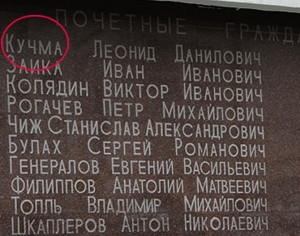 ПОЧЕТНЫЕ
КУЧМА ЛЕОНИД ДАНИЛОВИЧ
ЗАИКА ИВАН ИВАНОВИЧ
КОЛЯДИН ВИКТОР ИВАНОВИЧ
РОГАЧЕВ ПЕТР МИХАЙЛОВИЧ
ЧИЖ СТАНИСЛАВ АЛЕКСАНДРОВИЧ
БУЛАХ СЕРГЕЙ РОМАНОВИЧ
ГЕНЕРАЛОВ ЕВГЕНИЙ ВАСИЛЬЕВИЧ
ФИЛИППОВ АНАТОЛИЙ МАТВЕЕВИЧ
ТОЛЛЬ ВЛАДИМИР МИХАЙЛОВИЧ
ШКАПЛЕРОВ АНТОН НИКОЛАЕВИЧ